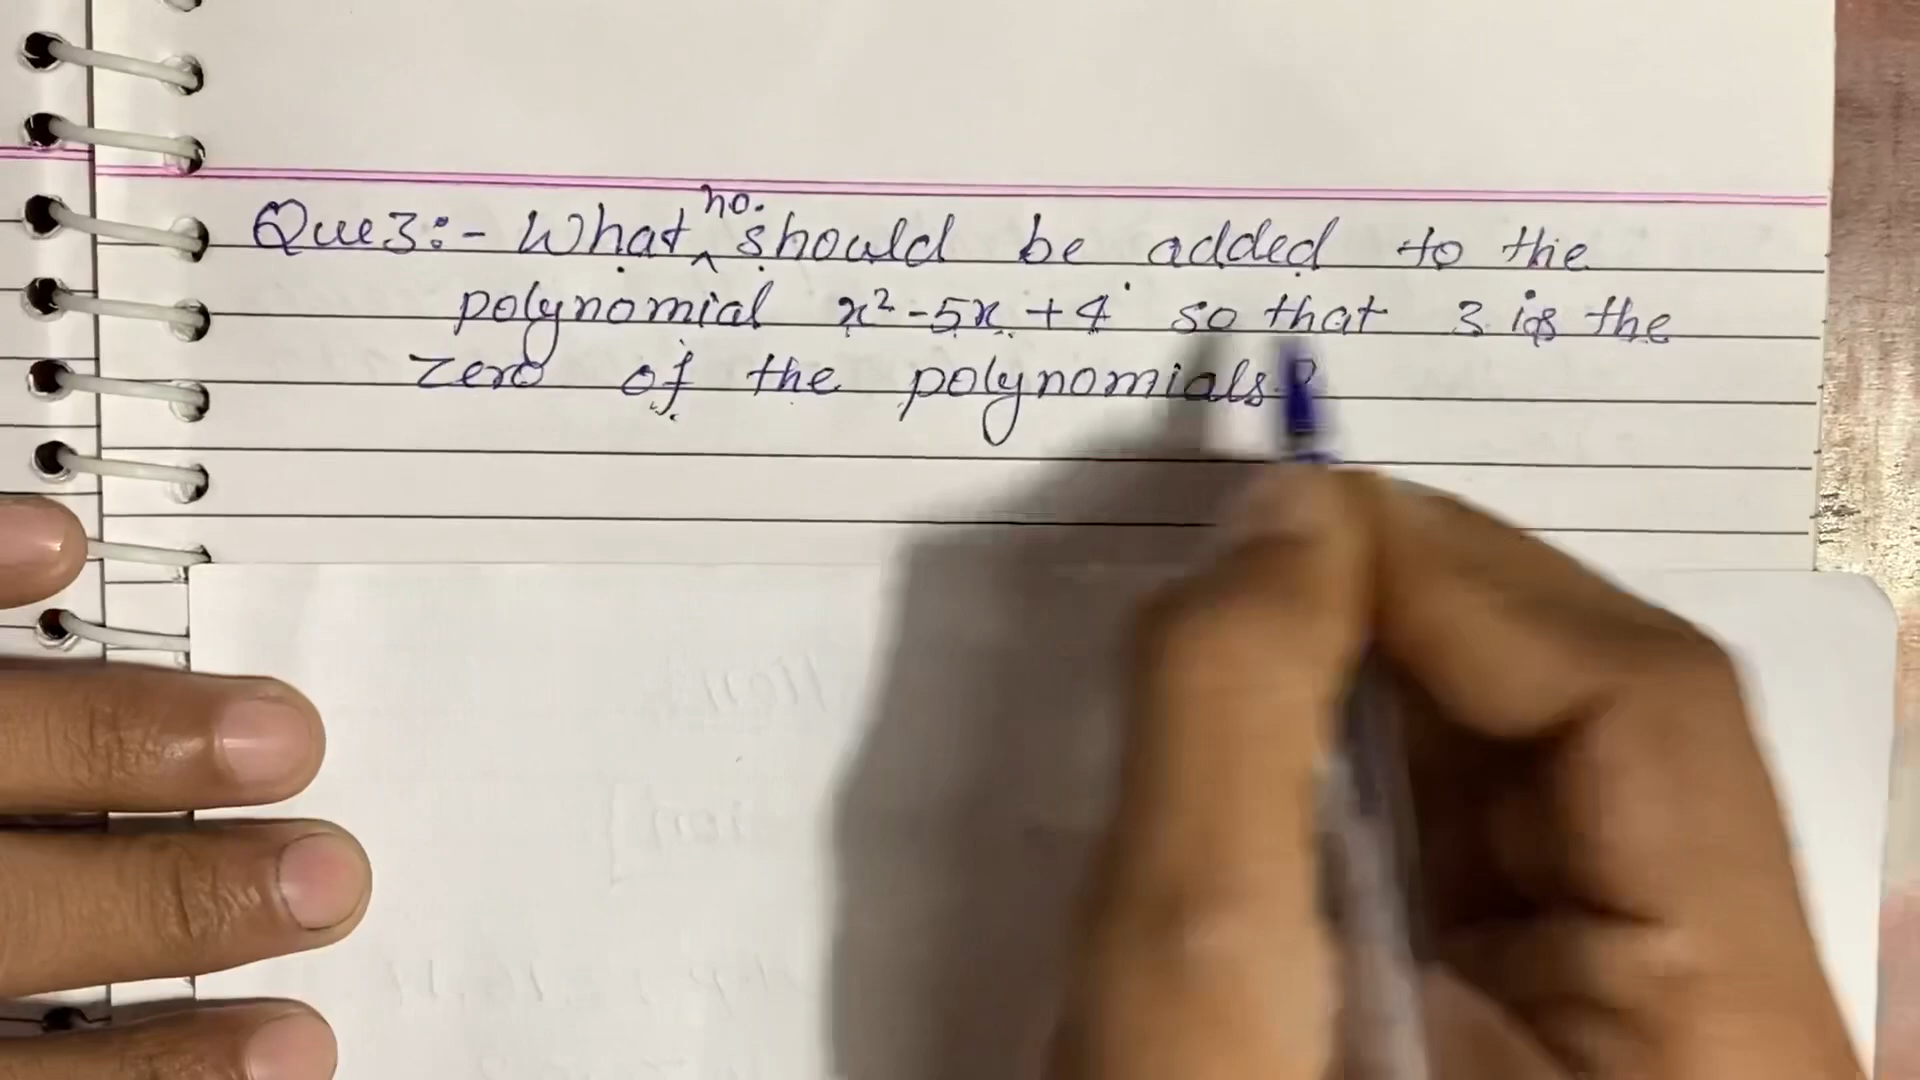 Que3:- What no. should be added to the
polynomial x²-5x+4 so that 3 is the
zero of the polynomials?